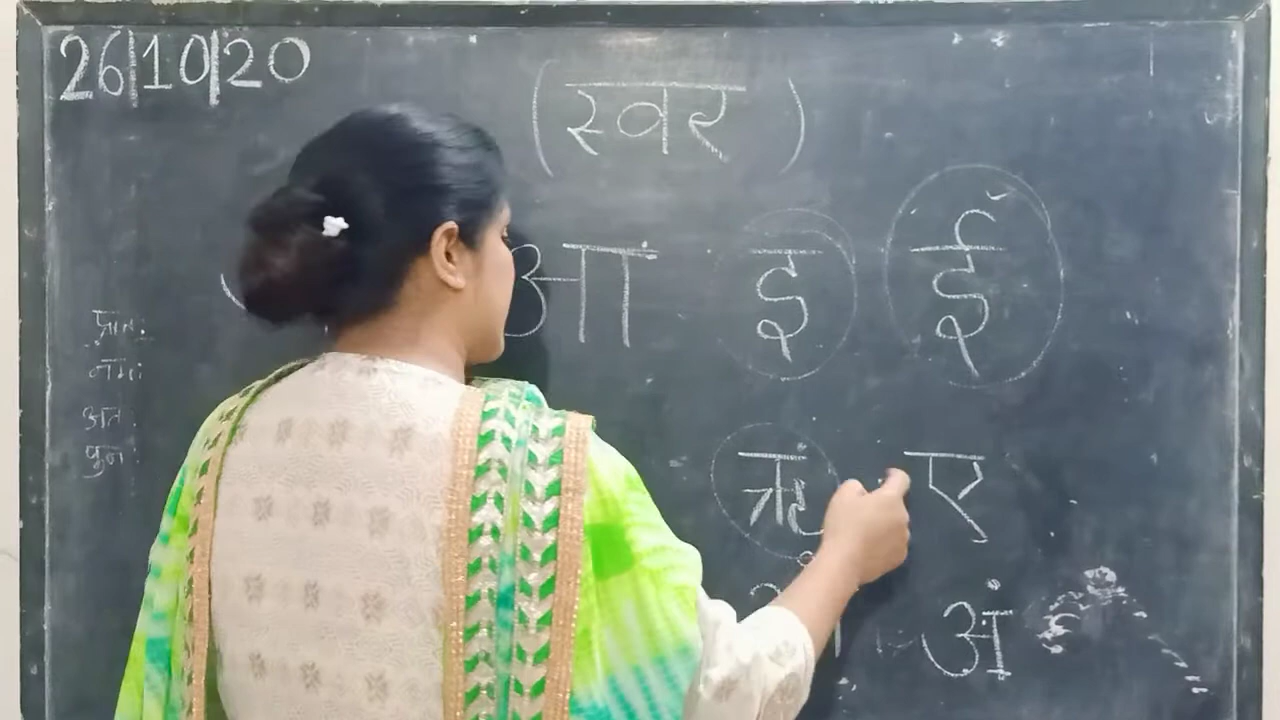 26|10|20
(स्वर)
आ इ ई
ऋ ए
अं